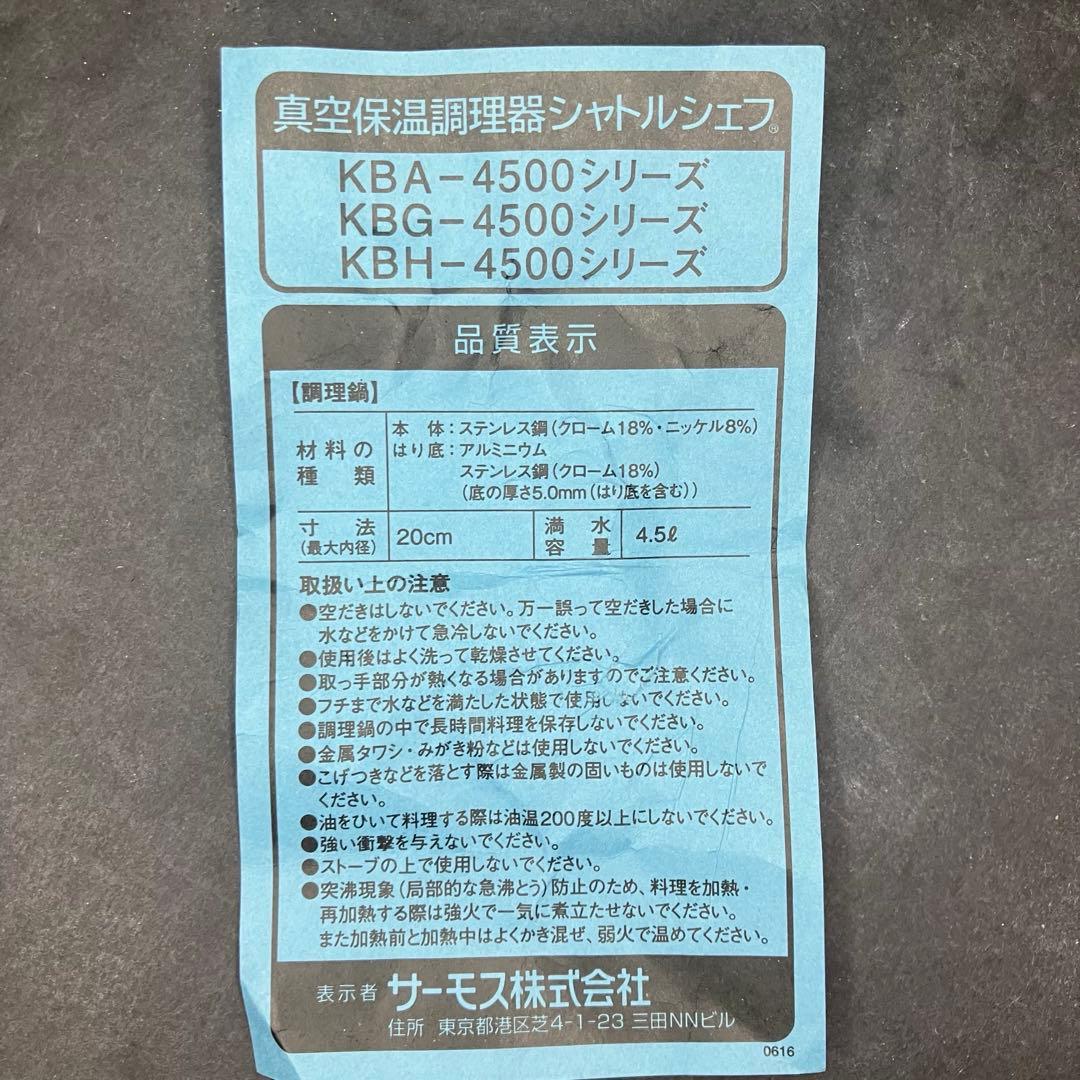 真空保温調理器シャトルシェフ®
KBA-4500シリーズ
KBG-4500シリーズ
KBH-4500シリーズ
品質表示
【調理鍋】
材料の種類
本体:ステンレス鋼(クローム18%・ニッケル8%)
はり底:アルミニウム
ステンレス鋼(クローム18%)
(底の厚さ5.0mm(はり底を含む))
寸法(最大内径) 20cm 満水容量 4.5ℓ
取扱い上の注意
●空だきはしないでください。万一誤って空だきした場合に
水などをかけて急冷しないでください。
●使用後はよく洗って乾燥させてください。
●取っ手部分が熱くなる場合がありますのでご注意ください。
●フチまで水などを満たした状態で使用しないでください。
●調理鍋の中で長時間料理を保存しないでください。
●金属タワシ・みがき粉などは使用しないでください。
●こげつきなどを落とす際は金属製の固いものは使用しないで
ください。
●油をひいて料理する際は油温200度以上にしないでください。
●強い衝撃を与えないでください。
●ストーブの上で使用しないでください。
●突沸現象(局部的な急沸とう)防止のため、料理を加熱・
再加熱する際は強火で一気に煮立たせないでください。
また加熱前と加熱中はよくかき混ぜ、弱火で温めてください。
表示者 サーモス株式会社
住所 東京都港区芝4-1-23 三田NNビル
0616